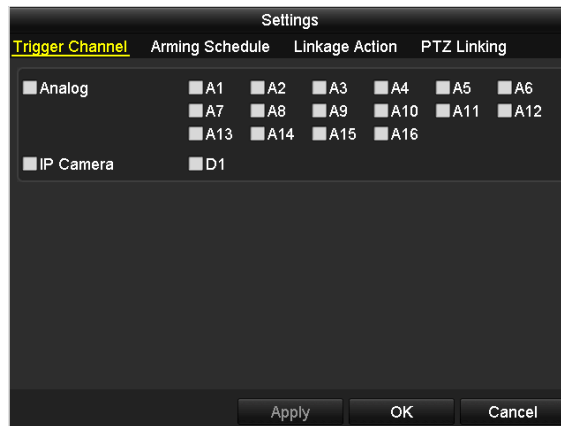 Settings
Trigger Channel Arming Schedule Linkage Action PTZ Linking
Analog A1 A2 A3 A4 A5 A6
A7 A8 A9 A10 A11 A12
A13 A14 A15 A16
IP Camera D1
Apply OK Cancel